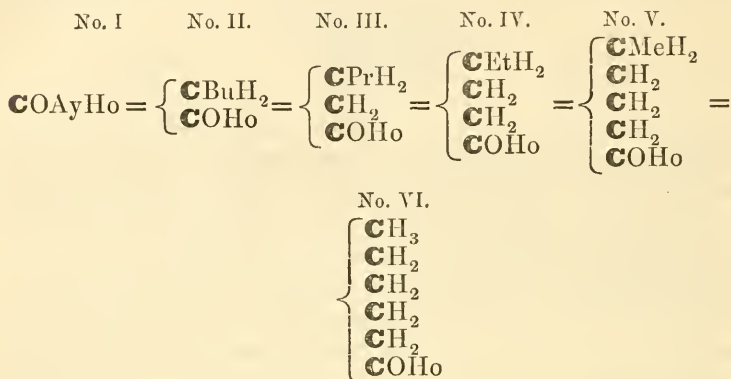 No. I No. II. No. III. No. IV. No. V.
COAyHo = { CBuH₂ COHo = { CPrH₂ CH₂ COHo = { CEtH₂ CH₂ CH₂ COHo = { CMeH₂ CH₂ CH₂ CH₂ COHo =
No. VI.
{ CH₃
CH₂
CH₂
CH₂
CH₂
COHo